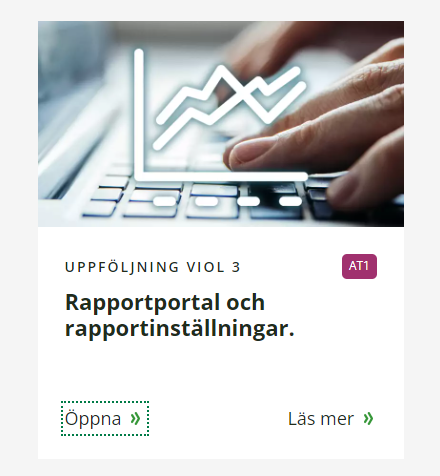 UPPFÖLJNING VIOL 3
AT1
Rapportportal och
rapportinställningar.
Öppna
Läs mer